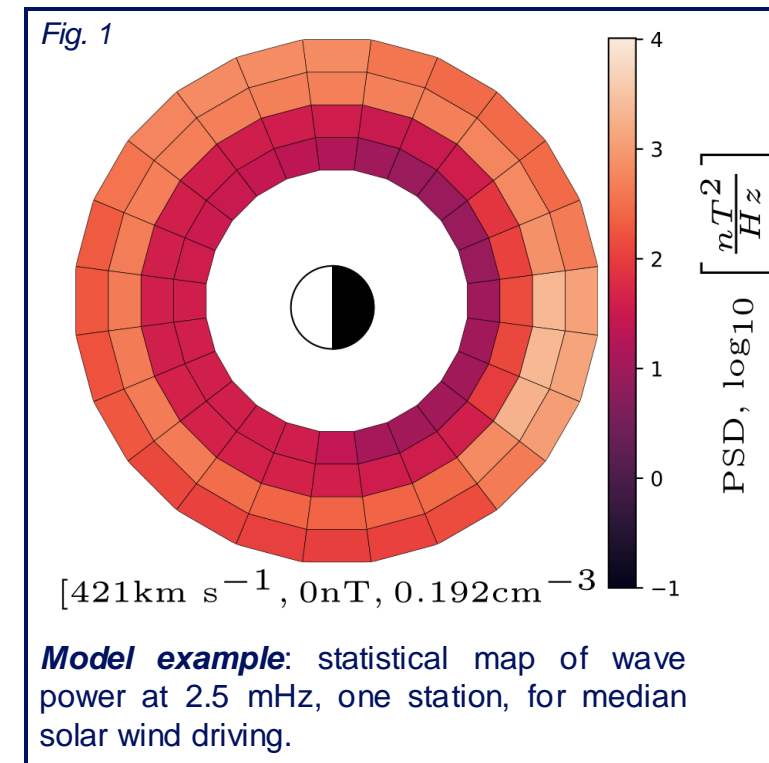 Fig. 1
4
3
2
1
0
−1
PSD, log10 [nT²/Hz]
[421km s⁻¹, 0nT, 0.192cm⁻³
Model example: statistical map of wave
power at 2.5 mHz, one station, for median
solar wind driving.